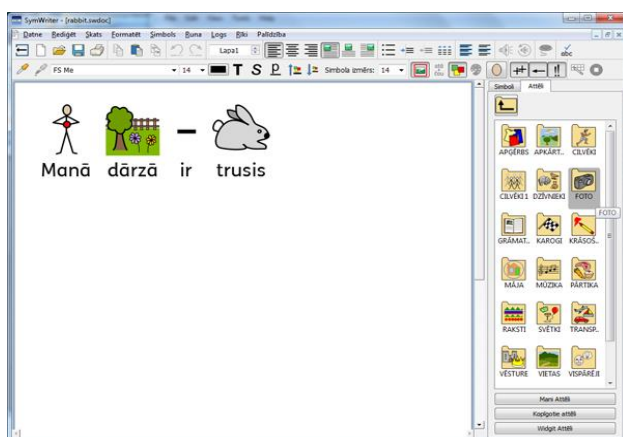 SymWriter - [rabbit.swdoc]
Datne Rediģēt Skats Formatēt Simbols Runa Logs Rīki Palīdzība
Lapa1
FS Me 14 T S P Simbola izmērs: 14
Simboli Attēli
Manā dārzā ir trusis
APĢĒRBS APKĀRT... CILVĒKI
CILVĒKI 1 DZĪVNIEKI FOTO
FOTO
GRĀMAT... KAROGI KRĀSOŠ...
MĀJA MŪZIKA PĀRTIKA
RAKSTI SVĒTKI TRANSP...
VĒSTURE VIETAS VISPĀRĒJI
Mani Attēli
Koplgotie attēli
Widgit Attēli